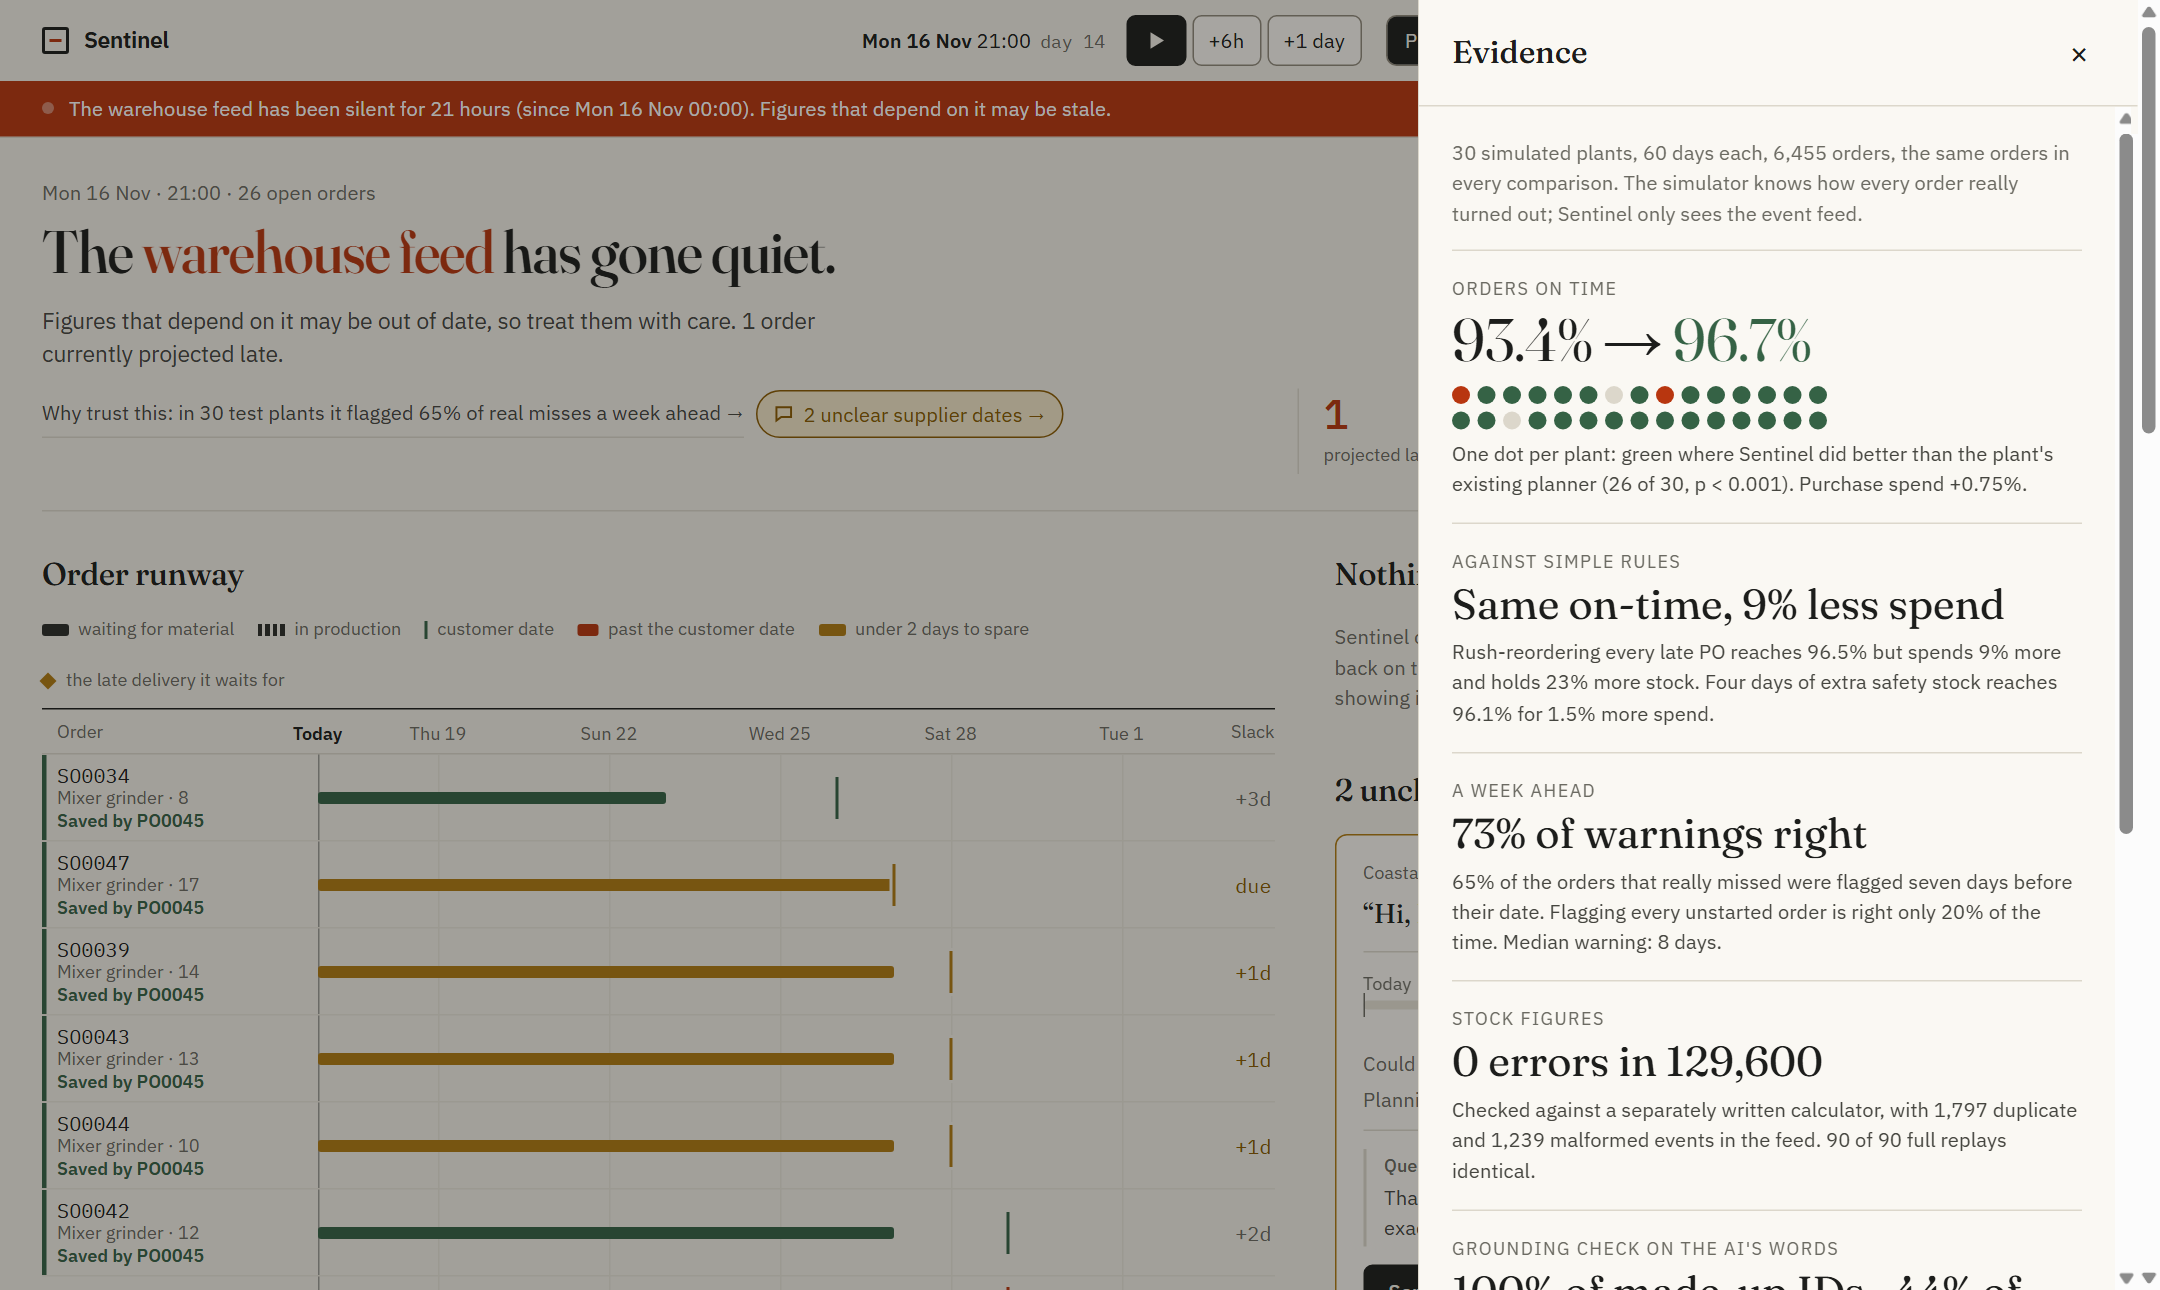 Sentinel
Mon 16 Nov 21:00 day 14
+6h
+1 day
P
The warehouse feed has been silent for 21 hours (since Mon 16 Nov 00:00). Figures that depend on it may be stale.
Mon 16 Nov · 21:00 · 26 open orders
The warehouse feed has gone quiet.
Figures that depend on it may be out of date, so treat them with care. 1 order
currently projected late.
Why trust this: in 30 test plants it flagged 65% of real misses a week ahead →
2 unclear supplier dates →
1
projected la
Order runway
waiting for material
in production
customer date
past the customer date
under 2 days to spare
the late delivery it waits for
Order Today Thu 19 Sun 22 Wed 25 Sat 28 Tue 1 Slack
SO0034
Mixer grinder · 8
Saved by PO0045
+3d
SO0047
Mixer grinder · 17
Saved by PO0045
due
SO0039
Mixer grinder · 14
Saved by PO0045
+1d
SO0043
Mixer grinder · 13
Saved by PO0045
+1d
SO0044
Mixer grinder · 10
Saved by PO0045
+1d
SO0042
Mixer grinder · 12
Saved by PO0045
+2d
Nothi
Sentinel
back on t
showing i
2 uncl
Coasta
“Hi,
Today
Could
Planni
Que
Tha
exac
Evidence
×
30 simulated plants, 60 days each, 6,455 orders, the same orders in
every comparison. The simulator knows how every order really
turned out; Sentinel only sees the event feed.
ORDERS ON TIME
93.4% → 96.7%
One dot per plant: green where Sentinel did better than the plant's
existing planner (26 of 30, p < 0.001). Purchase spend +0.75%.
AGAINST SIMPLE RULES
Same on-time, 9% less spend
Rush-reordering every late PO reaches 96.5% but spends 9% more
and holds 23% more stock. Four days of extra safety stock reaches
96.1% for 1.5% more spend.
A WEEK AHEAD
73% of warnings right
65% of the orders that really missed were flagged seven days before
their date. Flagging every unstarted order is right only 20% of the
time. Median warning: 8 days.
STOCK FIGURES
0 errors in 129,600
Checked against a separately written calculator, with 1,797 duplicate
and 1,239 malformed events in the feed. 90 of 90 full replays
identical.
GROUNDING CHECK ON THE AI'S WORDS
100% of made-up IDs, 44% of